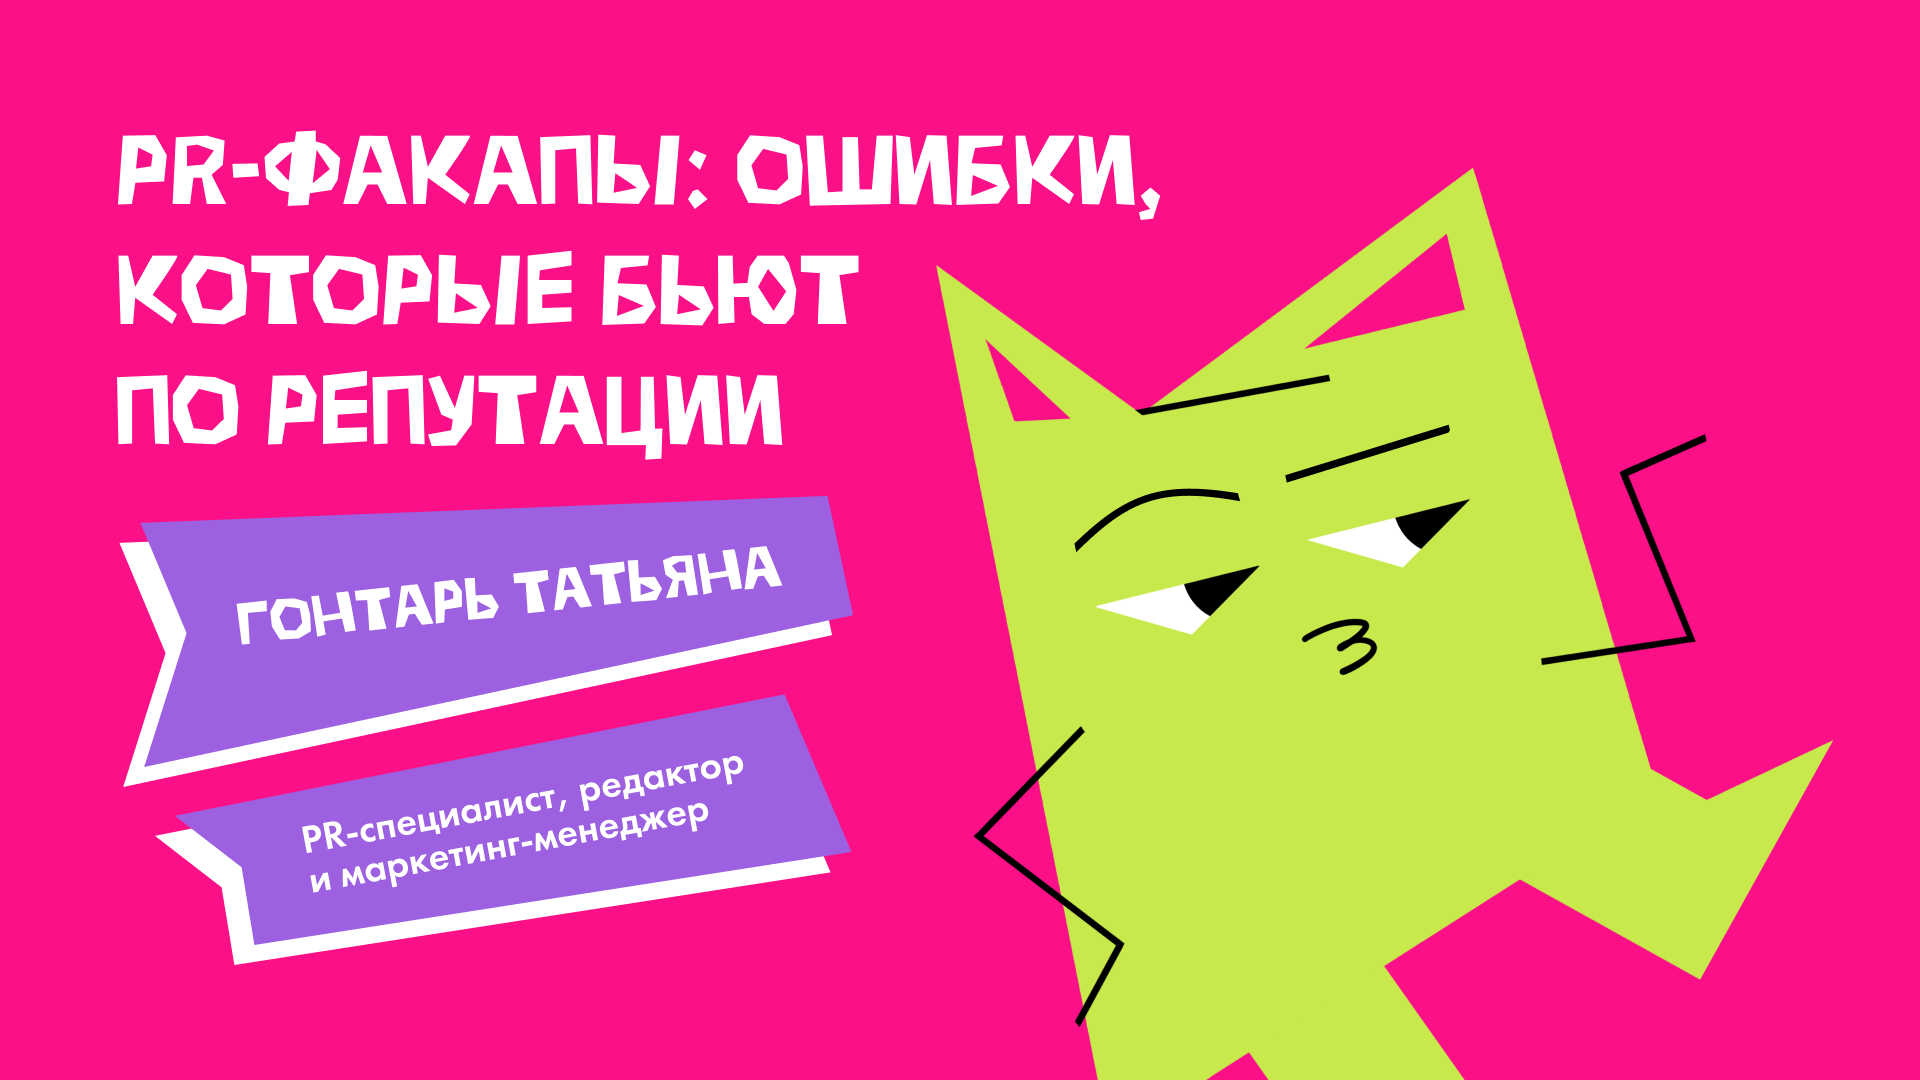 PR-ФАКАПЫ: ОШИБКИ,
КОТОРЫЕ БЬЮТ
ПО РЕПУТАЦИИ
ГОНТАРЬ ТАТЬЯНА
PR-специалист, редактор
и маркетинг-менеджер